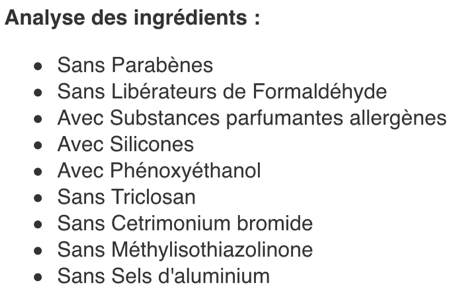 Analyse des ingrédients :
• Sans Parabènes
• Sans Libérateurs de Formaldéhyde
• Avec Substances parfumantes allergènes
• Avec Silicones
• Avec Phénoxyéthanol
• Sans Triclosan
• Sans Cetrimonium bromide
• Sans Méthylisothiazolinone
• Sans Sels d'aluminium